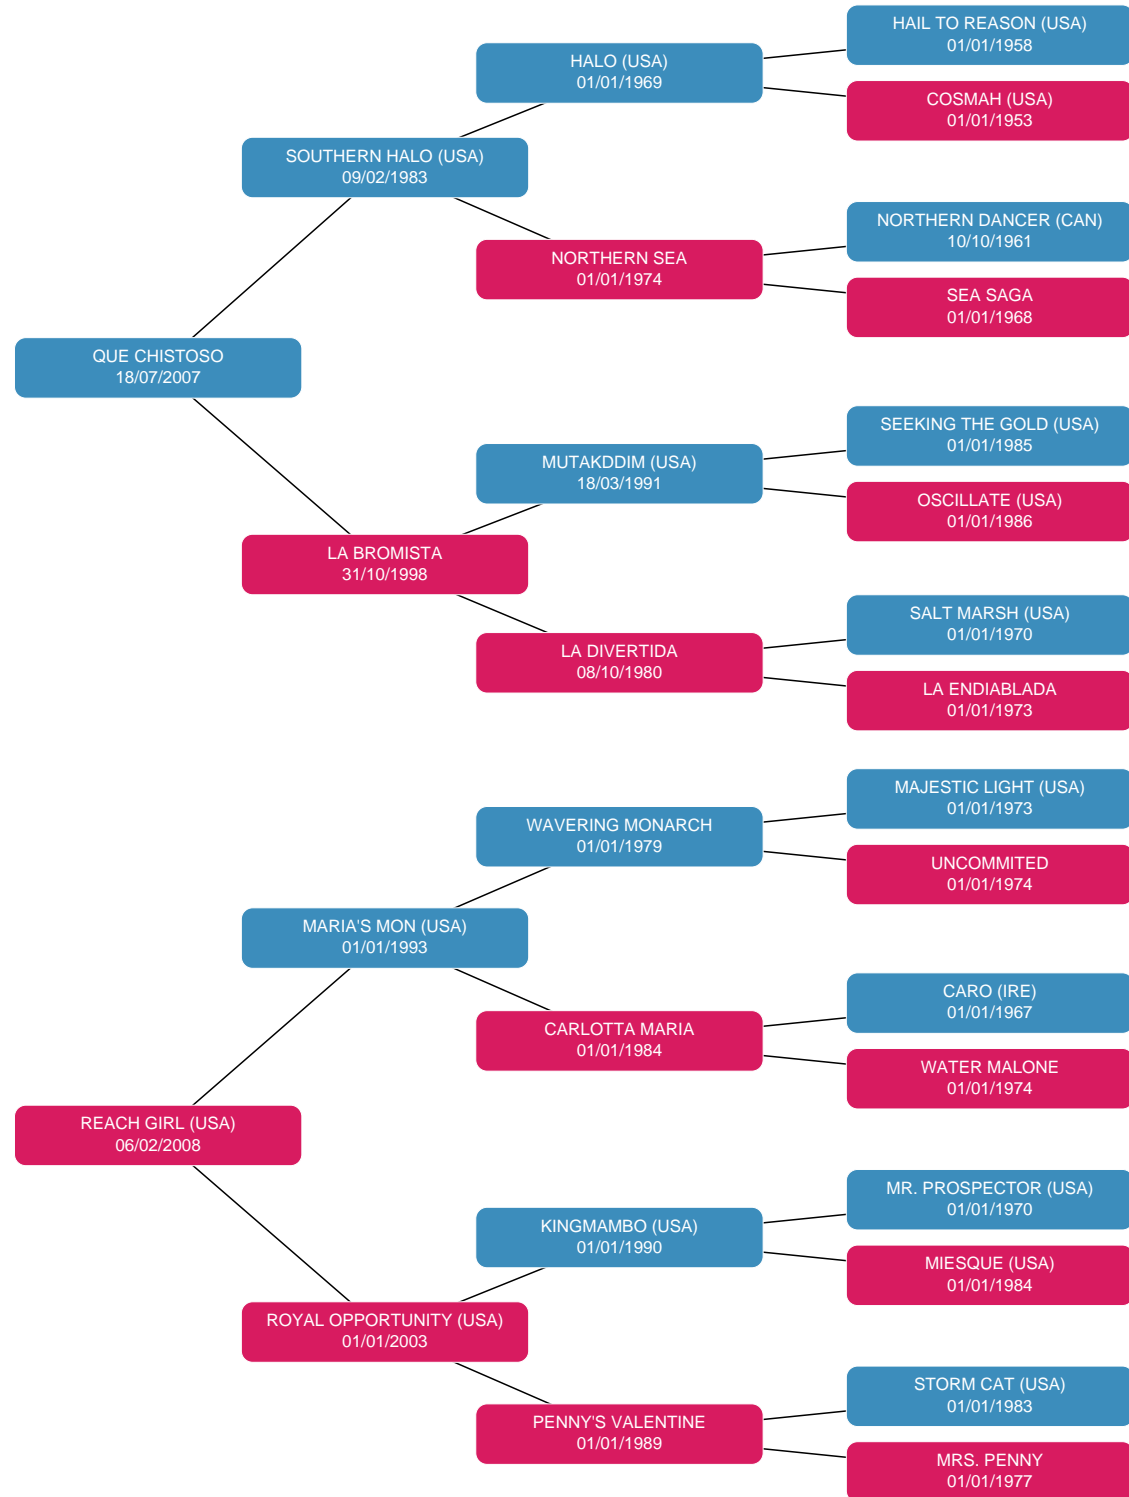 HAIL TO REASON (USA)
01/01/1958
HALO (USA)
01/01/1969
COSMAH (USA)
01/01/1953
SOUTHERN HALO (USA)
09/02/1983
NORTHERN DANCER (CAN)
10/10/1961
NORTHERN SEA
01/01/1974
SEA SAGA
01/01/1968
QUE CHISTOSO
18/07/2007
SEEKING THE GOLD (USA)
01/01/1985
MUTAKDDIM (USA)
18/03/1991
OSCILLATE (USA)
01/01/1986
LA BROMISTA
31/10/1998
SALT MARSH (USA)
01/01/1970
LA DIVERTIDA
08/10/1980
LA ENDIABLADA
01/01/1973
MAJESTIC LIGHT (USA)
01/01/1973
WAVERING MONARCH
01/01/1979
UNCOMMITED
01/01/1974
MARIA'S MON (USA)
01/01/1993
CARO (IRE)
01/01/1967
CARLOTTA MARIA
01/01/1984
WATER MALONE
01/01/1974
REACH GIRL (USA)
06/02/2008
MR. PROSPECTOR (USA)
01/01/1970
KINGMAMBO (USA)
01/01/1990
MIESQUE (USA)
01/01/1984
ROYAL OPPORTUNITY (USA)
01/01/2003
STORM CAT (USA)
01/01/1983
PENNY'S VALENTINE
01/01/1989
MRS. PENNY
01/01/1977